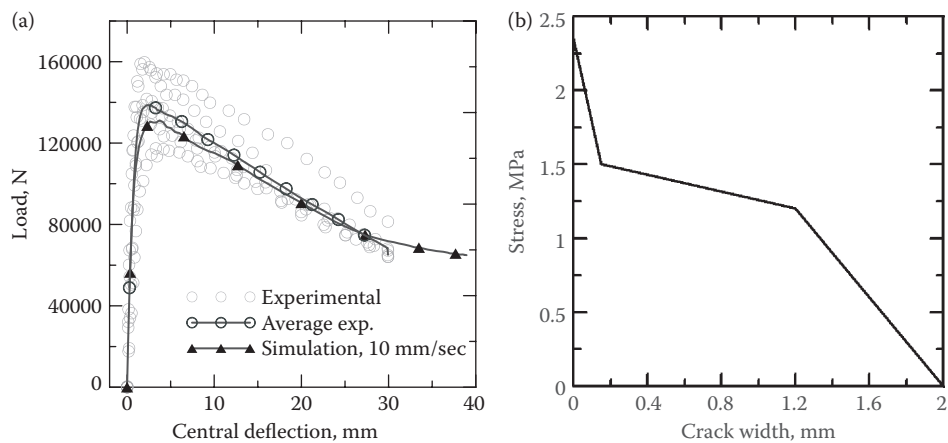 (a)
160000
120000
80000
40000
0
Load, N
0
10
20
30
40
Central deflection, mm
Experimental
Average exp.
Simulation, 10 mm/sec
(b)
2.5
2
1.5
1
0.5
0
Stress, MPa
0
0.4
0.8
1.2
1.6
2
Crack width, mm